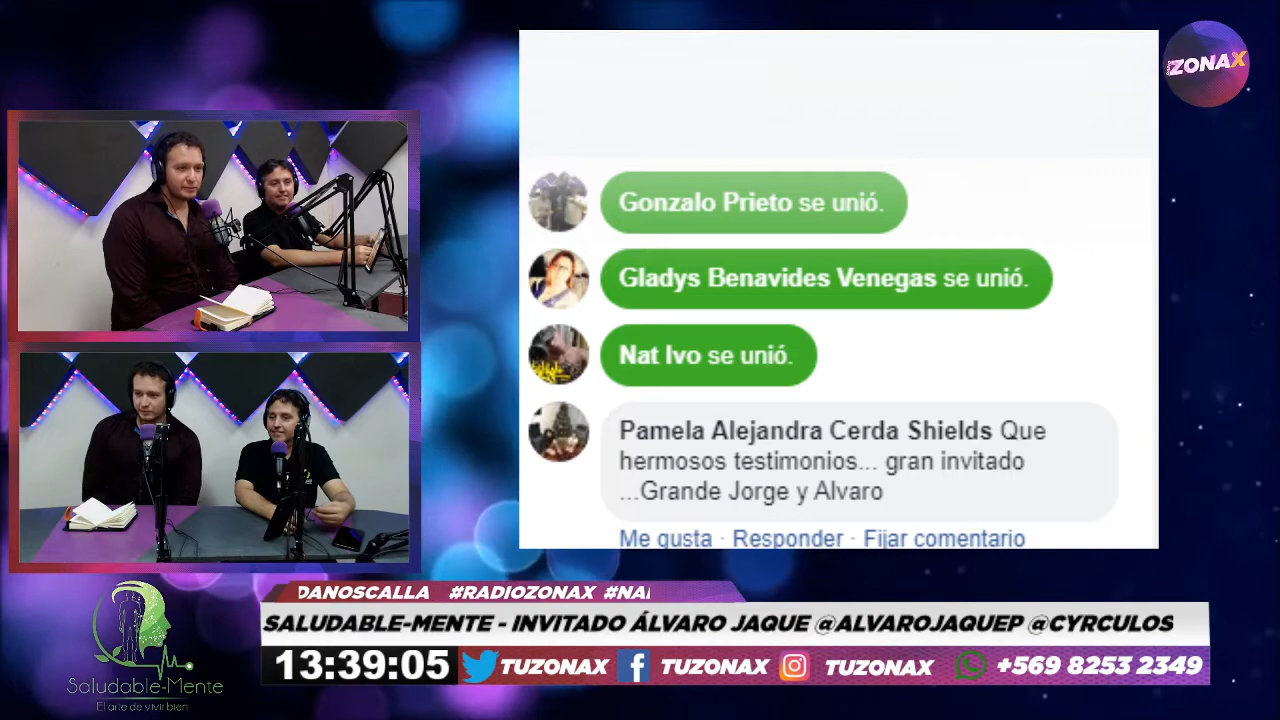 ZONAX
Gonzalo Prieto se unió.
Gladys Benavides Venegas se unió.
Nat Ivo se unió.
Pamela Alejandra Cerda Shields Que
hermosos testimonios... gran invitado
...Grande Jorge y Alvaro
Me gusta · Responder · Fijar comentario
DANOSCALLA #RADIOZONAX #NAI
SALUDABLE-MENTE - INVITADO ÁLVARO JAQUE @ALVAROJAQUEP @CYRCULOS
13:39:05 TUZONAX TUZONAX TUZONAX +569 8253 2349
Saludable-Mente
El arte de vivir bien